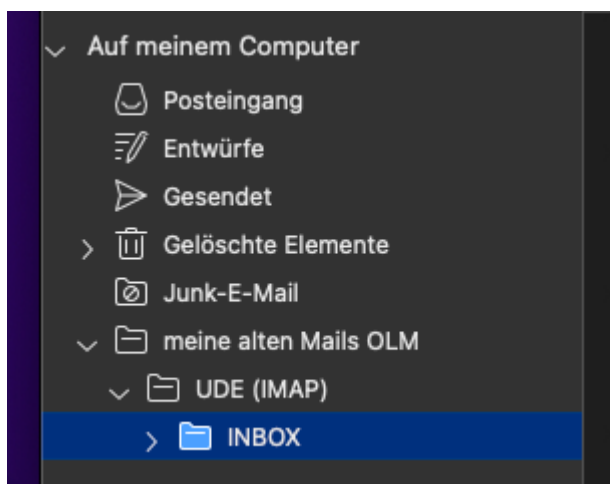 Auf meinem Computer
Posteingang
Entwürfe
Gesendet
Gelöschte Elemente
Junk-E-Mail
meine alten Mails OLM
UDE (IMAP)
INBOX